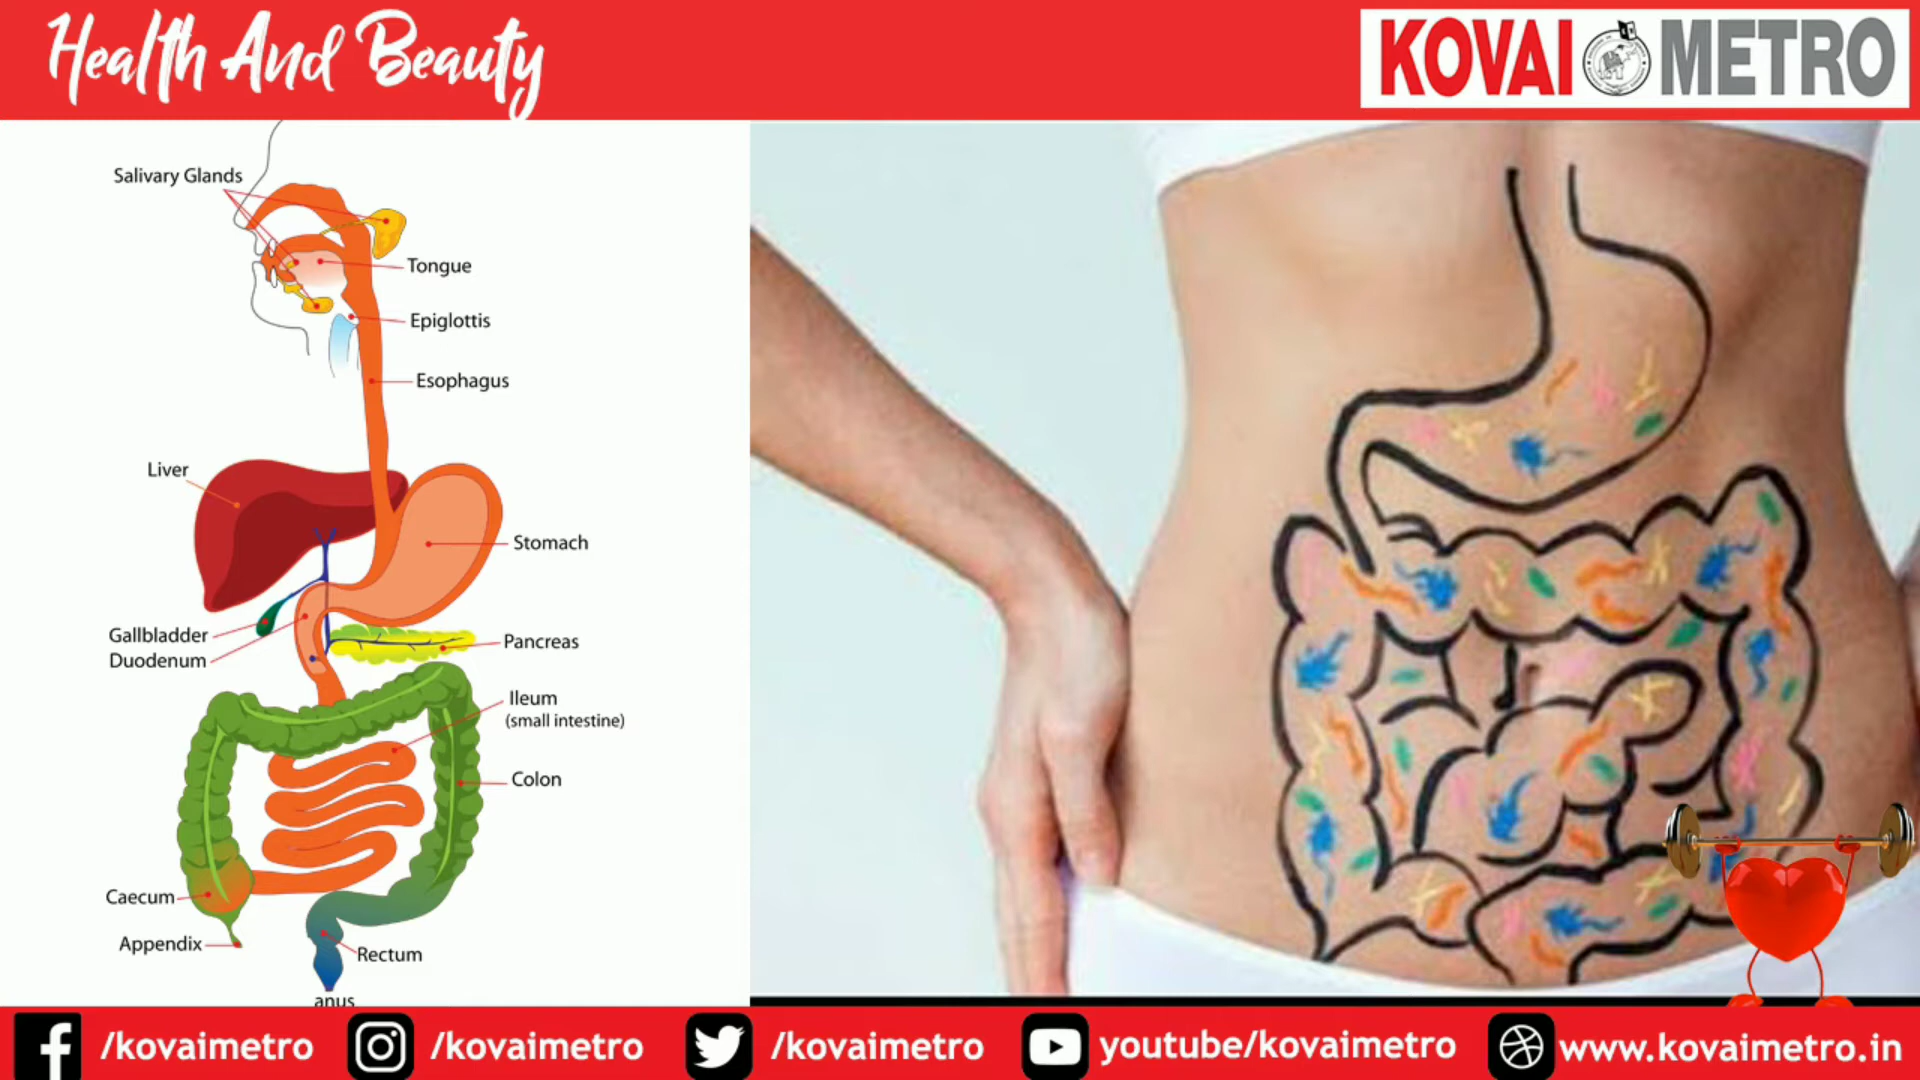 Health And Beauty
KOVAI METRO
Salivary Glands
Tongue
Epiglottis
Esophagus
Liver
Stomach
Gallbladder
Duodenum
Pancreas
Ileum
(small intestine)
Colon
Caecum
Appendix
Rectum
anus
/kovaimetro
/kovaimetro
/kovaimetro
youtube/kovaimetro
www.kovaimetro.in